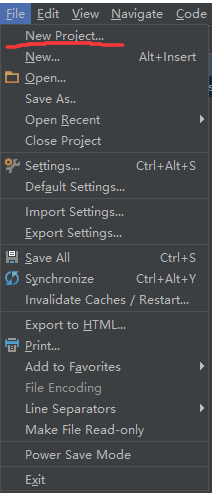 File Edit View Navigate Code
New Project...
New... Alt+Insert
Open...
Save As..
Open Recent
Close Project
Settings... Ctrl+Alt+S
Default Settings...
Import Settings...
Export Settings...
Save All Ctrl+S
Synchronize Ctrl+Alt+Y
Invalidate Caches / Restart...
Export to HTML...
Print...
Add to Favorites
File Encoding
Line Separators
Make File Read-only
Power Save Mode
Exit